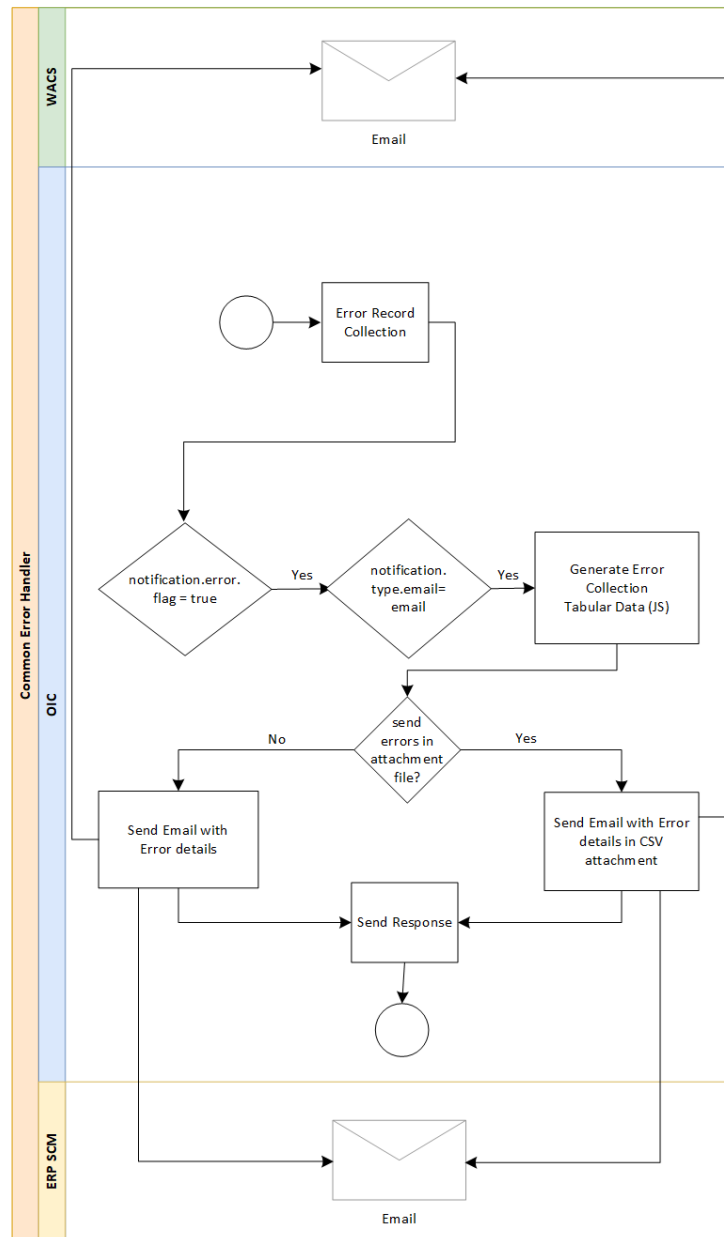 Common Error Handler
WACS
Email
OIC
Error Record
Collection
notification.error.
flag = true
Yes
notification.
type.email=
email
Yes
Generate Error
Collection
Tabular Data (JS)
send
errors in
attachment
file?
No
Yes
Send Email with
Error details
Send Email with Error
details in CSV
attachment
Send Response
ERP SCM
Email